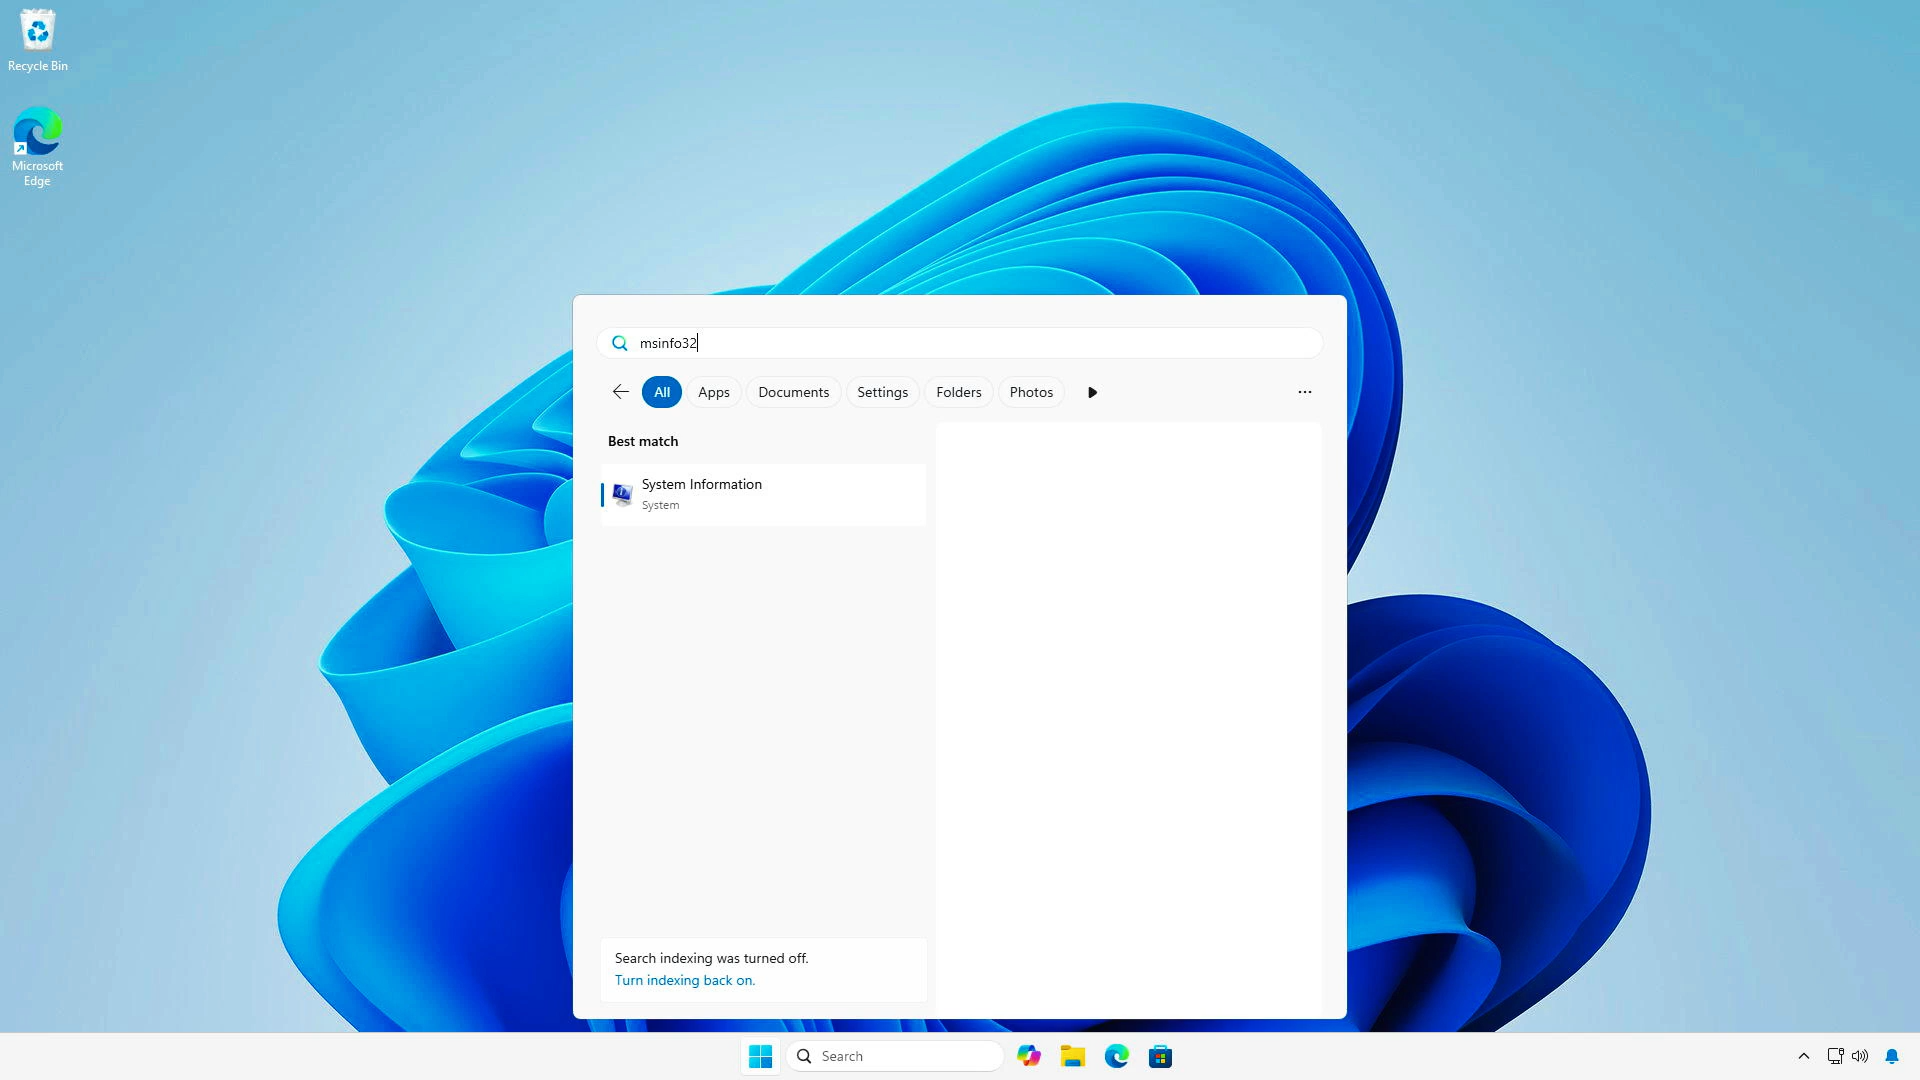 Recycle Bin
Microsoft
Edge
msinfo32
All
Apps
Documents
Settings
Folders
Photos
Best match
System Information
System
Search indexing was turned off.
Turn indexing back on.
Search